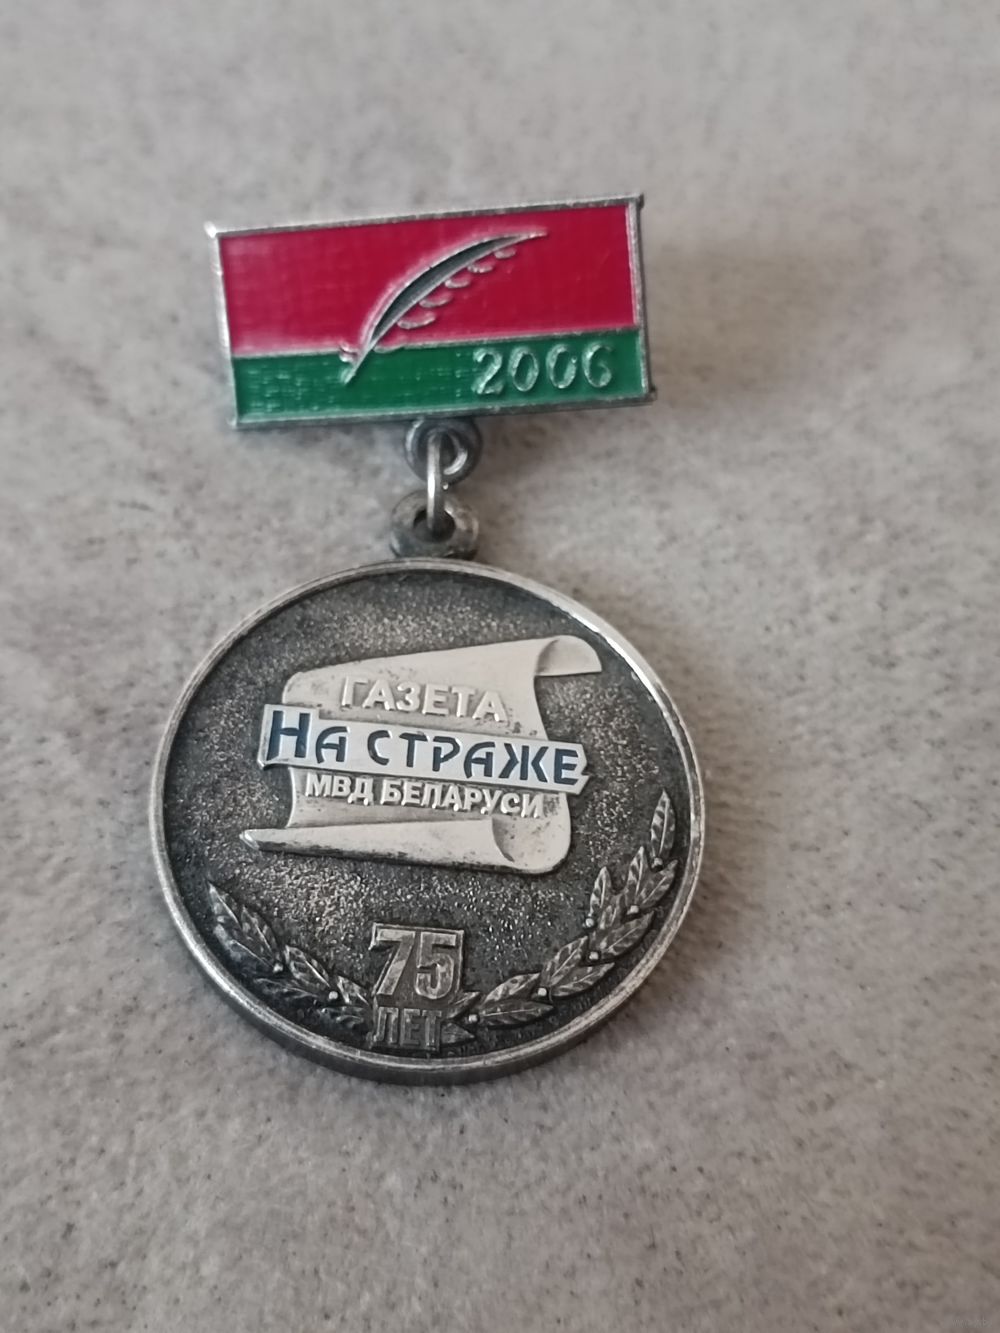 2006
ГАЗЕТА
НА СТРАЖЕ
МВД БЕЛАРУСИ
75
ЛЕТ